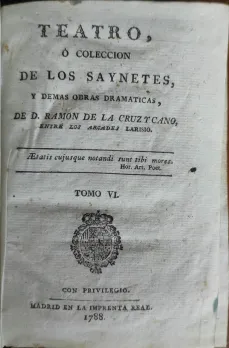 TEATRO,
Ó COLECCION
DE LOS SAYNETES,
Y DEMAS OBRAS DRAMATICAS,
DE D. RAMON DE LA CRUZ Y CANO,
ENTRE LOS ARCADES LARISIO.
Ætatis cujusque notandi sunt tibi mores.
Hor. Art. Poet.
TOMO VI.
CON PRIVILEGIO.
MADRID EN LA IMPRENTA REAL
1788.